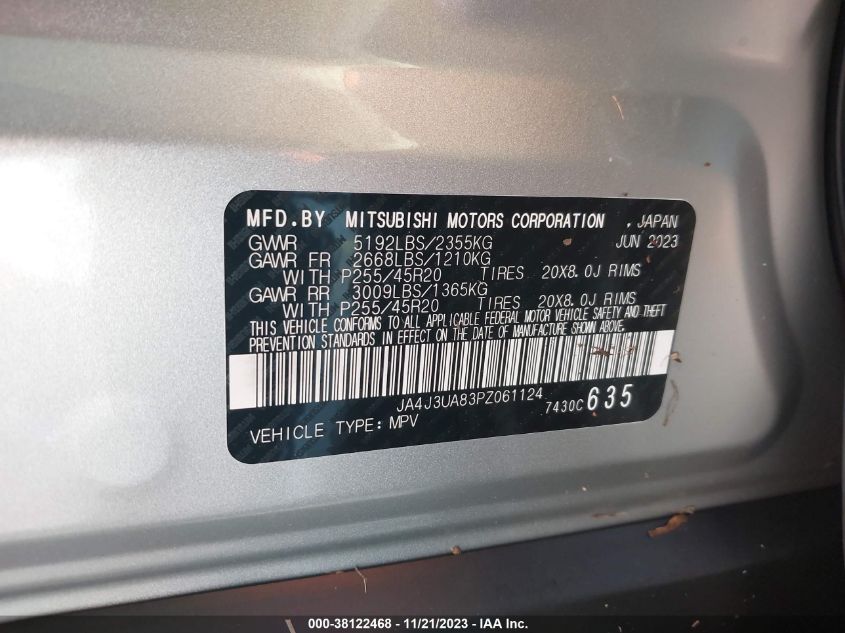 MFD.BY MITSUBISHI MOTORS CORPORATION , JAPAN
GVWR 5192LBS/2355KG JUN 2023
GAWR FR 2668LBS/1210KG
WITH P255/45R20 TIRES 20X8.0J RIMS
GAWR RR 3009LBS/1365KG
WITH P255/45R20 TIRES 20X8.0J RIMS
THIS VEHICLE CONFORMS TO ALL APPLICABLE FEDERAL MOTOR VEHICLE SAFETY AND THEFT
PREVENTION STANDARDS IN EFFECT ON THE DATE OF MANUFACTURE SHOWN ABOVE.
JA4J3UA83PZ061124
7430C 635
VEHICLE TYPE: MPV
000-38122468 - 11/21/2023 - IAA Inc.